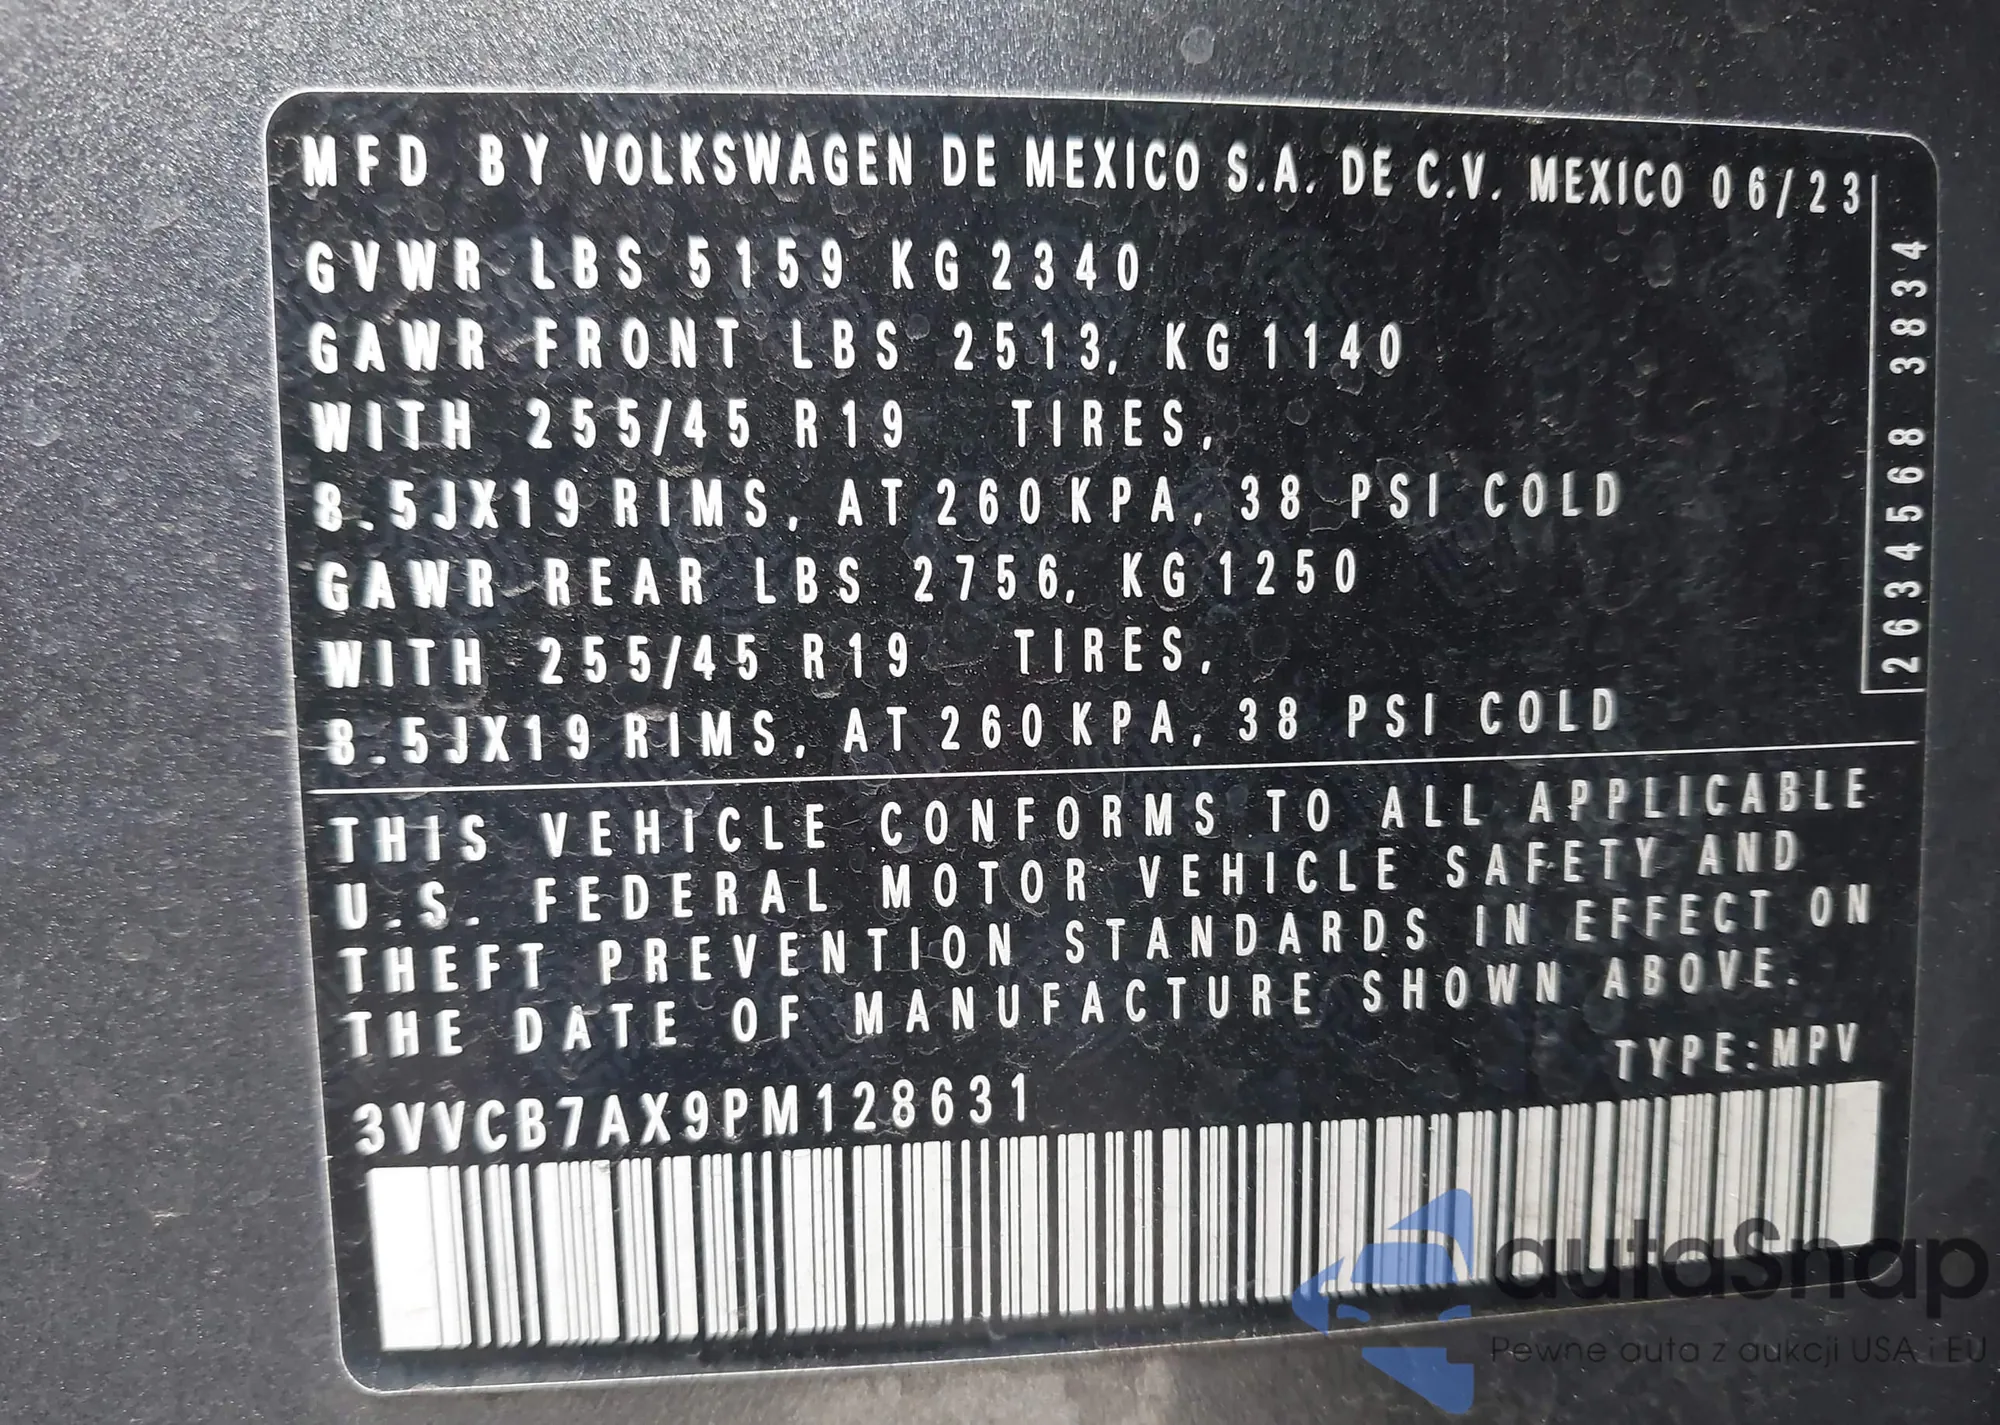 MFD BY VOLKSWAGEN DE MEXICO S.A. DE C.V. MEXICO 06/23
GVWR LBS 5159 KG 2340
GAWR FRONT LBS 2513, KG 1140
WITH 255/45 R19 TIRES,
8.5JX19 RIMS, AT 260 KPA, 38 PSI COLD
GAWR REAR LBS 2756, KG 1250
WITH 255/45 R19 TIRES,
8.5JX19 RIMS, AT 260 KPA, 38 PSI COLD
2634568 3834
THIS VEHICLE CONFORMS TO ALL APPLICABLE
U.S. FEDERAL MOTOR VEHICLE SAFETY AND
THEFT PREVENTION STANDARDS IN EFFECT ON
THE DATE OF MANUFACTURE SHOWN ABOVE.
TYPE:MPV
3VVCB7AX9PM128631
autaSnap
Pewne auta z aukcji USA i EU